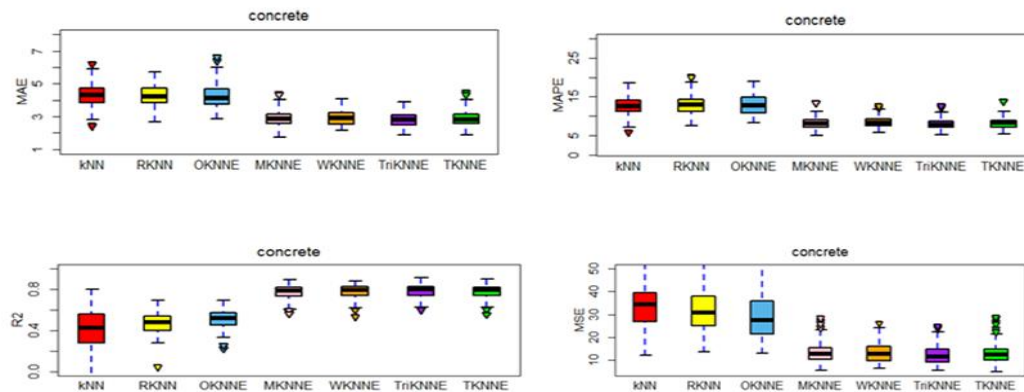 concrete
MAE
7
5
3
1
kNN RKNN OKNNE MKNNE WKNNE TriKNNE TKNNE
concrete
MAPE
25
15
5
0
kNN RKNN OKNNE MKNNE WKNNE TriKNNE TKNNE
concrete
R2
0.8
0.4
0.0
kNN RKNN OKNNE MKNNE WKNNE TriKNNE TKNNE
concrete
MSE
50
40
30
20
10
kNN RKNN OKNNE MKNNE WKNNE TriKNNE TKNNE